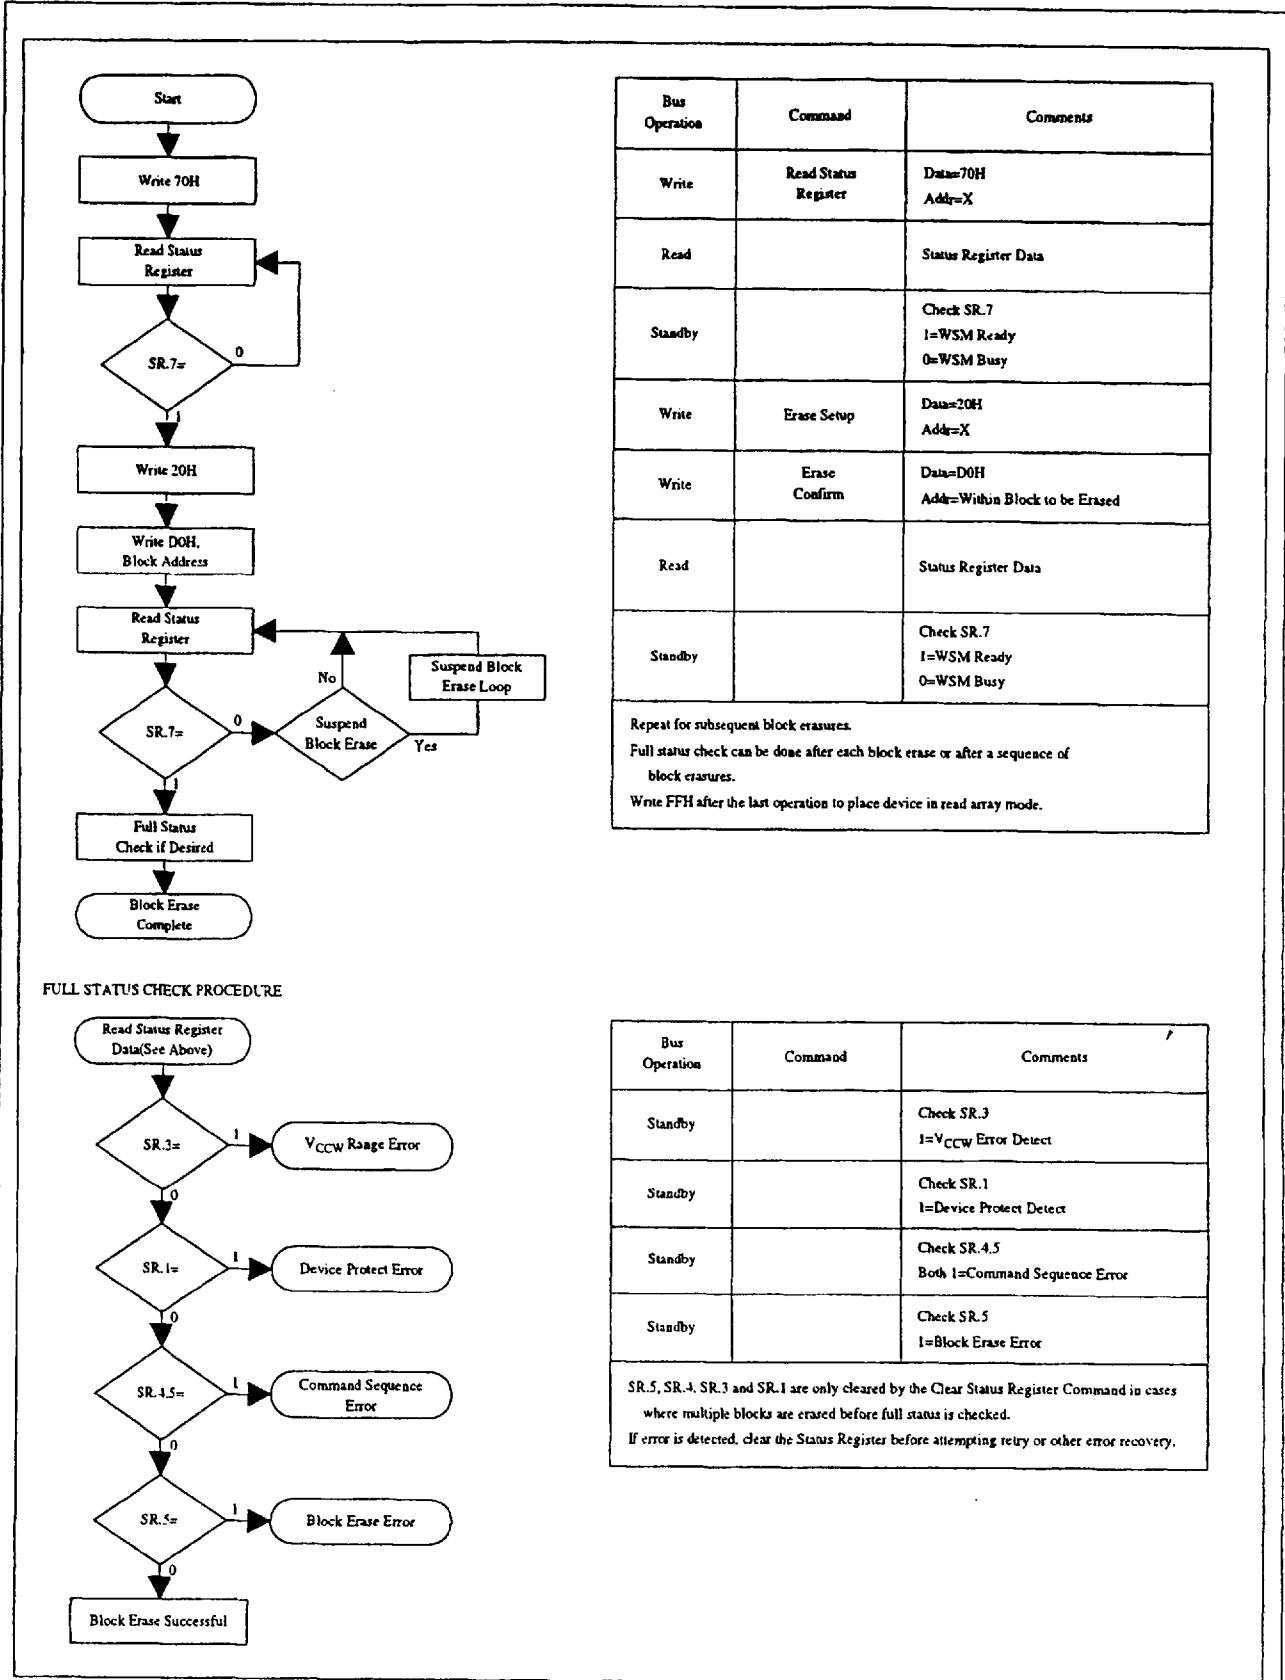 Start
Write 70H
Read Status
Register
SR.7=
0
1
Write 20H
Write D0H,
Block Address
Read Status
Register
SR.7=
0
1
Suspend
Block Erase
No
Yes
Suspend Block
Erase Loop
Full Status
Check if Desired
Block Erase
Complete
Bus
Operation
Command
Comments
Write
Read Status
Register
Data=70H
Addr=X
Read
Status Register Data
Standby
Check SR.7
1=WSM Ready
0=WSM Busy
Write
Erase Setup
Data=20H
Addr=X
Write
Erase
Confirm
Data=D0H
Addr=Within Block to be Erased
Read
Status Register Data
Standby
Check SR.7
1=WSM Ready
0=WSM Busy
Repeat for subsequent block erasures.
Full status check can be done after each block erase or after a sequence of
block erasures.
Write FFH after the last operation to place device in read array mode.
FULL STATUS CHECK PROCEDURE
Read Status Register
Data(See Above)
SR.3=
1
VCCW Range Error
0
SR.1=
1
Device Protect Error
0
SR.4,5=
1
Command Sequence
Error
0
SR.5=
1
Block Erase Error
0
Block Erase Successful
Bus
Operation
Command
Comments
Standby
Check SR.3
1=VCCW Error Detect
Standby
Check SR.1
1=Device Protect Detect
Standby
Check SR.4,5
Both 1=Command Sequence Error
Standby
Check SR.5
1=Block Erase Error
SR.5, SR.4, SR.3 and SR.1 are only cleared by the Clear Status Register Command in cases
where multiple blocks are erased before full status is checked.
If error is detected, clear the Status Register before attempting retry or other error recovery.